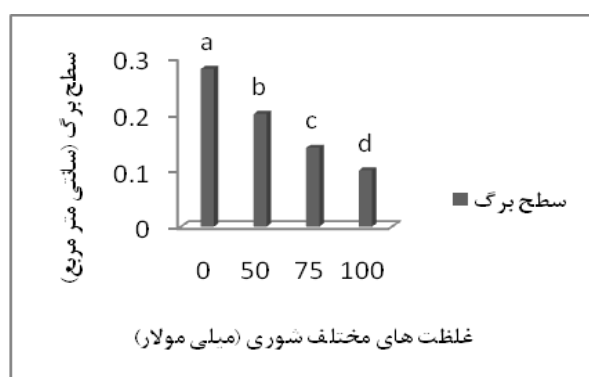 a
b
c
d
0.3
0.2
0.1
0
0 50 75 100
سطح برگ (سانتی متر مربع)
سطح برگ
غلظت های مختلف شوری (میلی مولار)